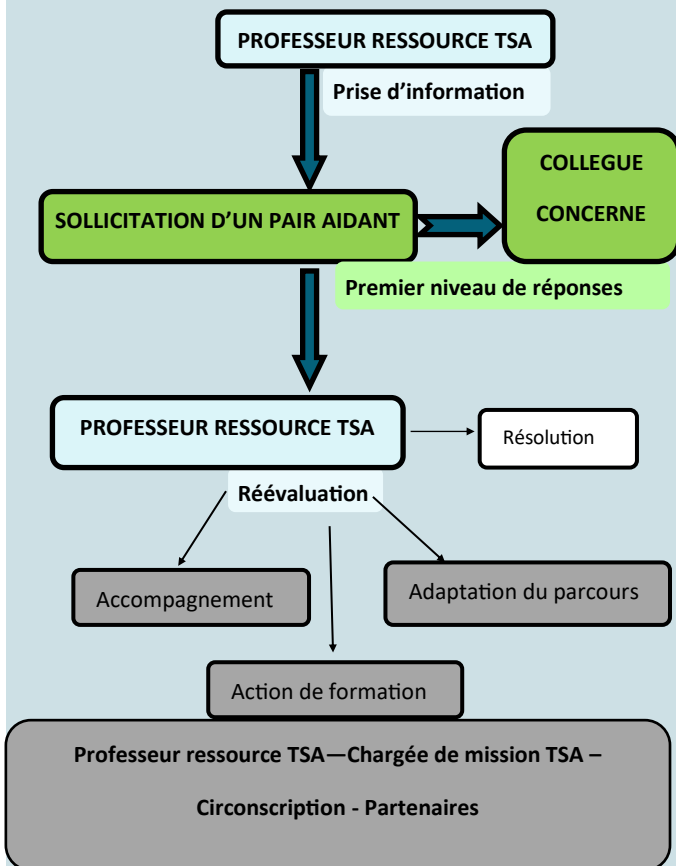 PROFESSEUR RESSOURCE TSA
Prise d’information
COLLEGUE
CONCERNE
SOLLICITATION D’UN PAIR AIDANT
Premier niveau de réponses
PROFESSEUR RESSOURCE TSA
Résolution
Réévaluation
Accompagnement
Adaptation du parcours
Action de formation
Professeur ressource TSA—Chargée de mission TSA –
Circonscription - Partenaires